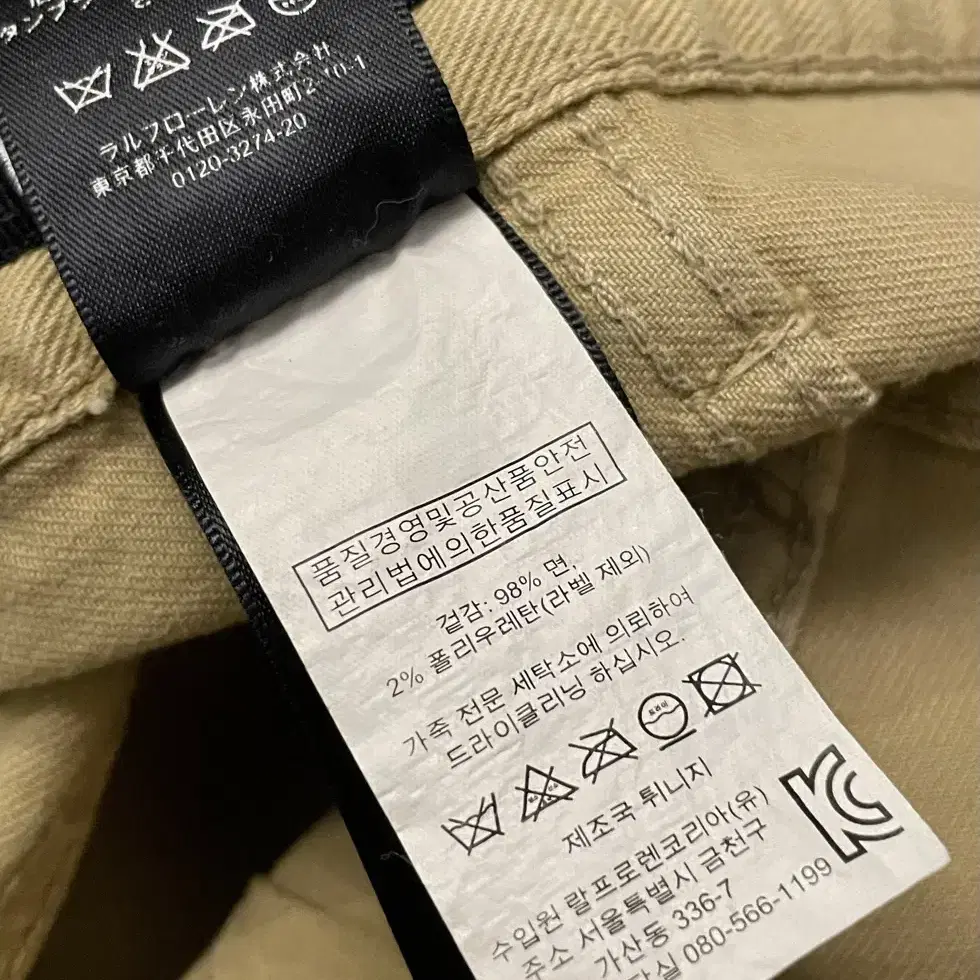 ラルフローレン株式会社
東京都千代田区永田町2-10-1
0120-3274-20
품질경영및공산품안전
관리법에의한품질표시
겉감: 98% 면,
2% 폴리우레탄(라벨 제외)
가죽 전문 세탁소에 의뢰하여
드라이클리닝 하십시오.
드라이
제조국 튀니지
수입원 랄프로렌코리아(유)
주소 서울특별시 금천구
가산동 336-7
080-566-1199